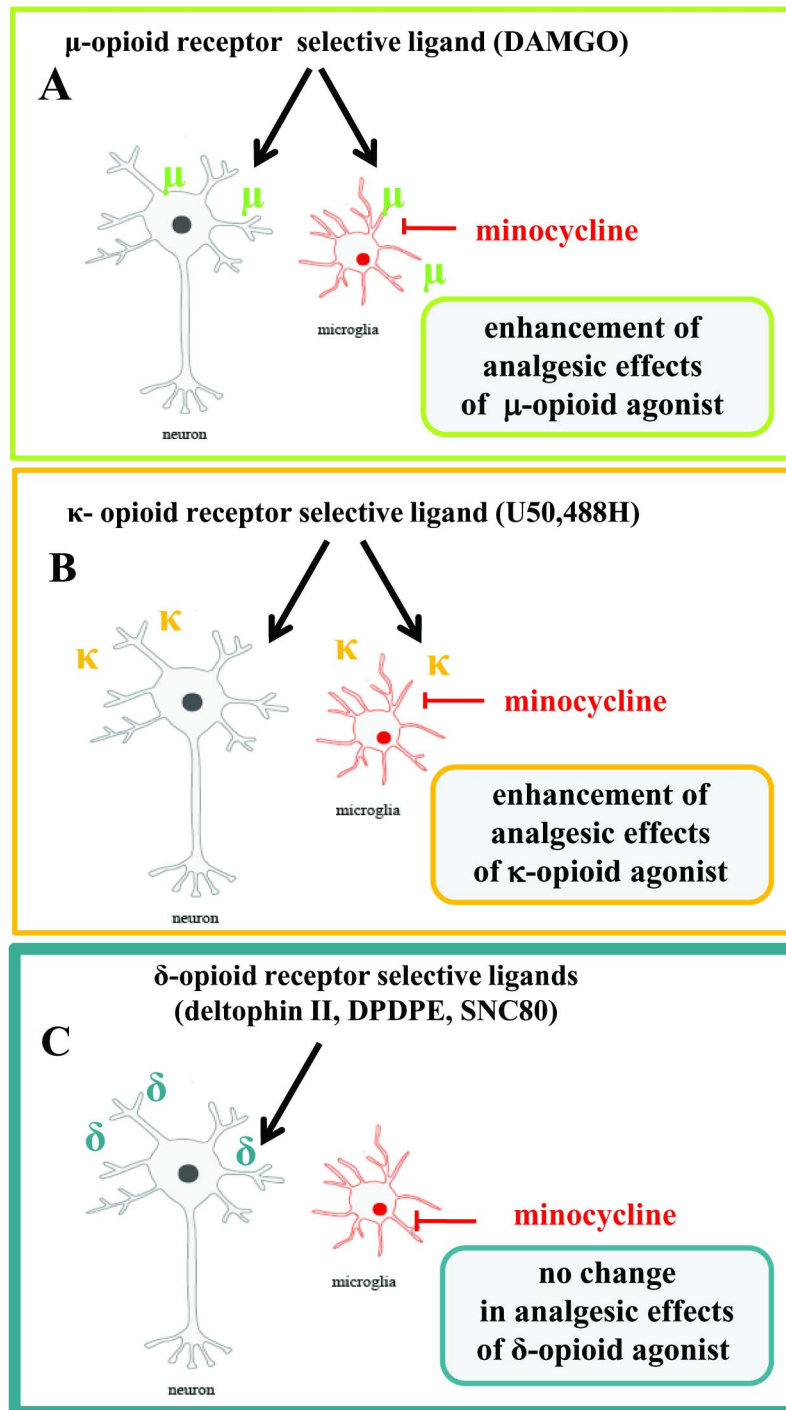 μ-opioid receptor selective ligand (DAMGO)
A
μ
μ
μ
minocycline
μ
microglia
enhancement of
analgesic effects
of μ-opioid agonist
neuron
κ- opioid receptor selective ligand (U50,488H)
B
κ
κ
κ
κ
minocycline
microglia
enhancement of
analgesic effects
of κ-opioid agonist
neuron
δ-opioid receptor selective ligands
(deltophin II, DPDPE, SNC80)
C
δ
δ
δ
minocycline
microglia
no change
in analgesic effects
of δ-opioid agonist
neuron